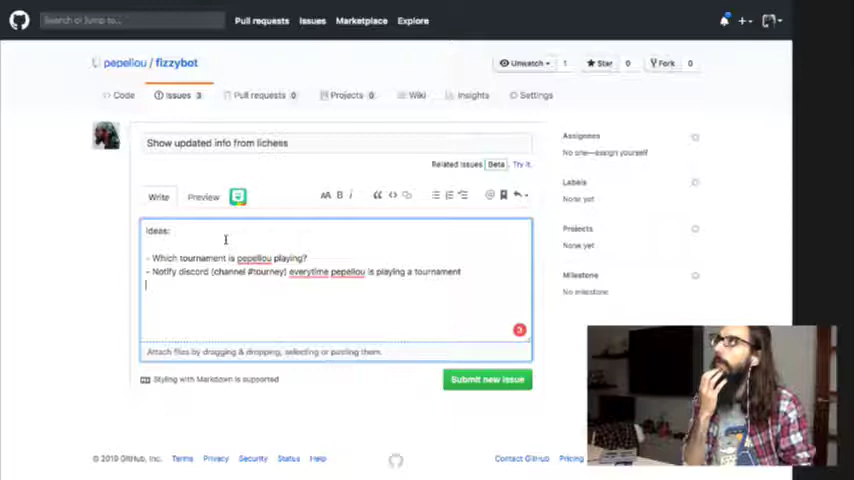 Search or jump to...
Pull requests Issues Marketplace Explore
pepellou / fizzybot
Unwatch 1 Star 0 Fork 0
Code Issues 3 Pull requests 0 Projects 0 Wiki Insights Settings
Show updated info from lichess
Related Issues Beta Try it.
Write Preview
AA B i
Ideas:
- Which tournament is pepellou playing?
- Notify discord (channel #tourney) everytime pepellou is playing a tournament
3
Attach files by dragging & dropping, selecting or pasting them.
Styling with Markdown is supported
Submit new issue
Assignees
No one—assign yourself
Labels
None yet
Projects
None yet
Milestone
No milestone
© 2019 GitHub, Inc. Terms Privacy Security Status Help
Contact GitHub Pricing